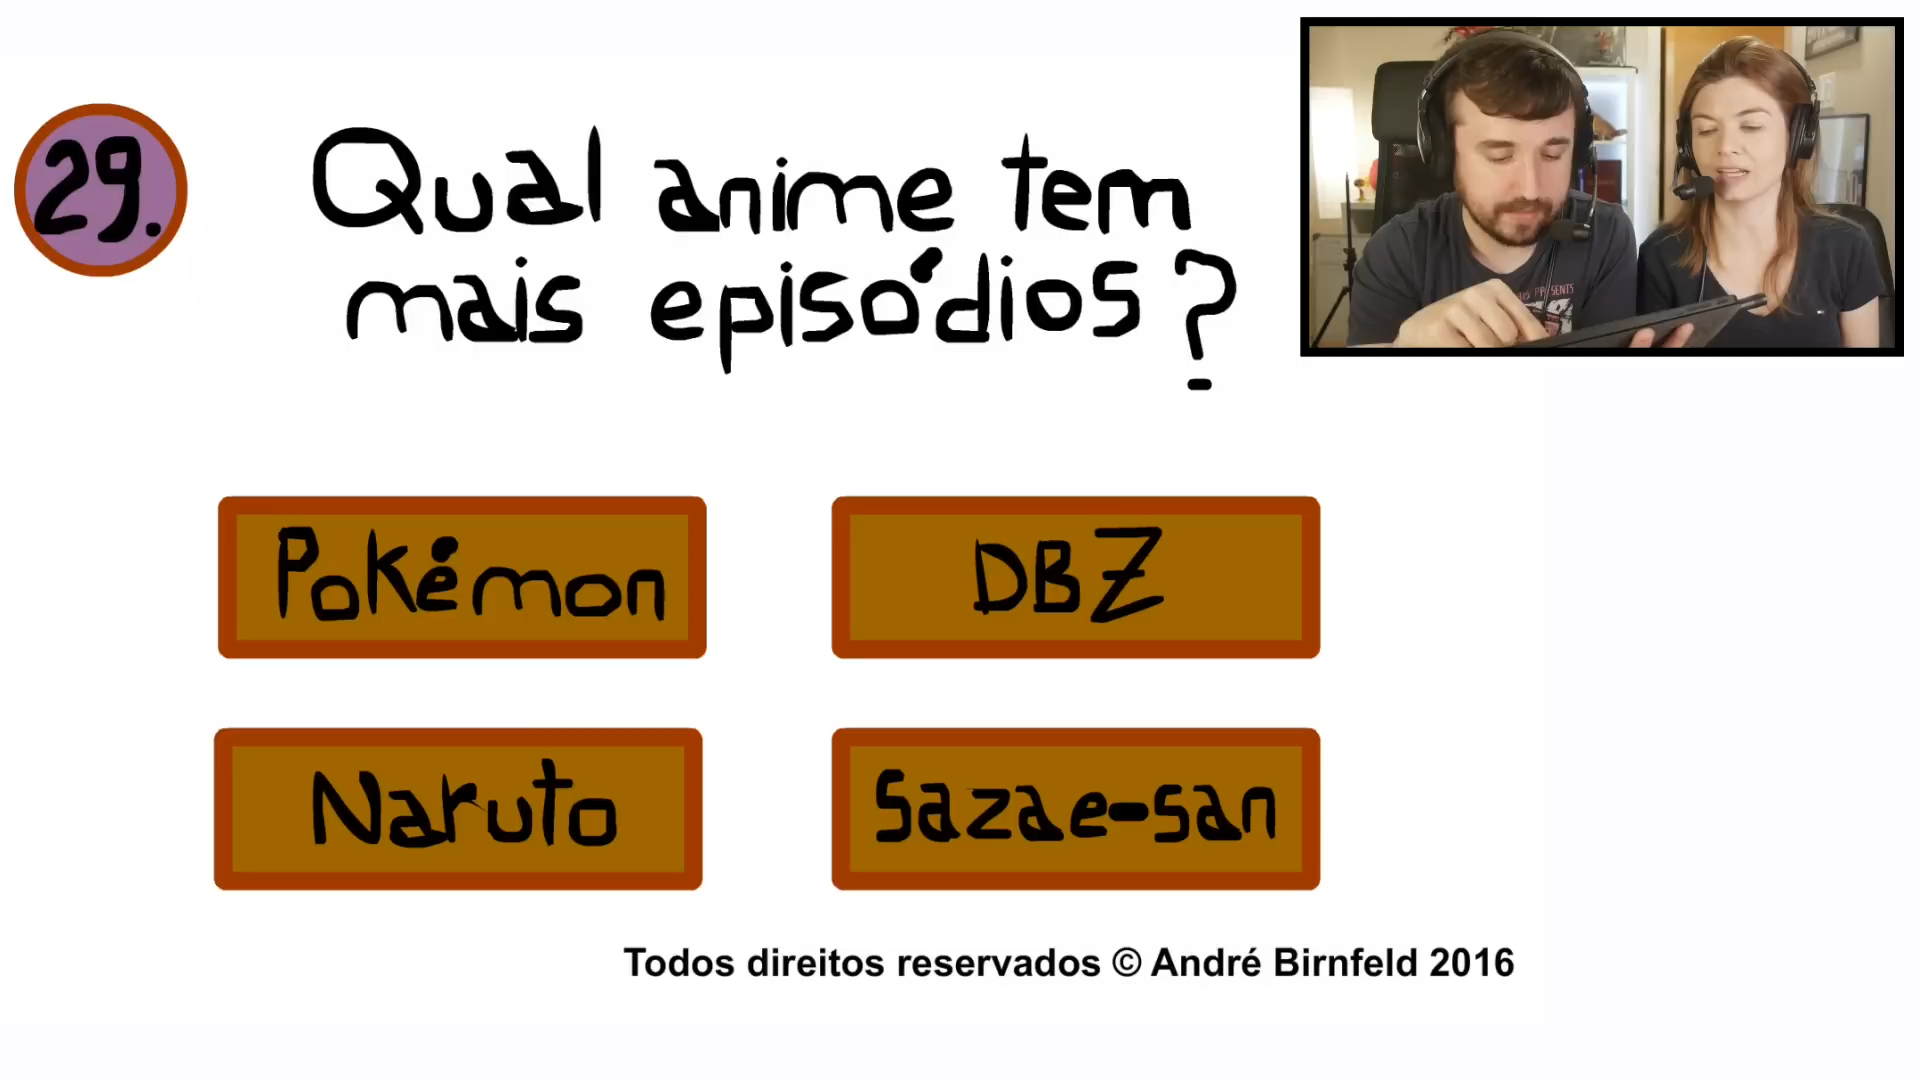 29.
Qual anime tem
mais episódios?
Pokémon
DBZ
Naruto
Sazae-san
Todos direitos reservados © André Birnfeld 2016